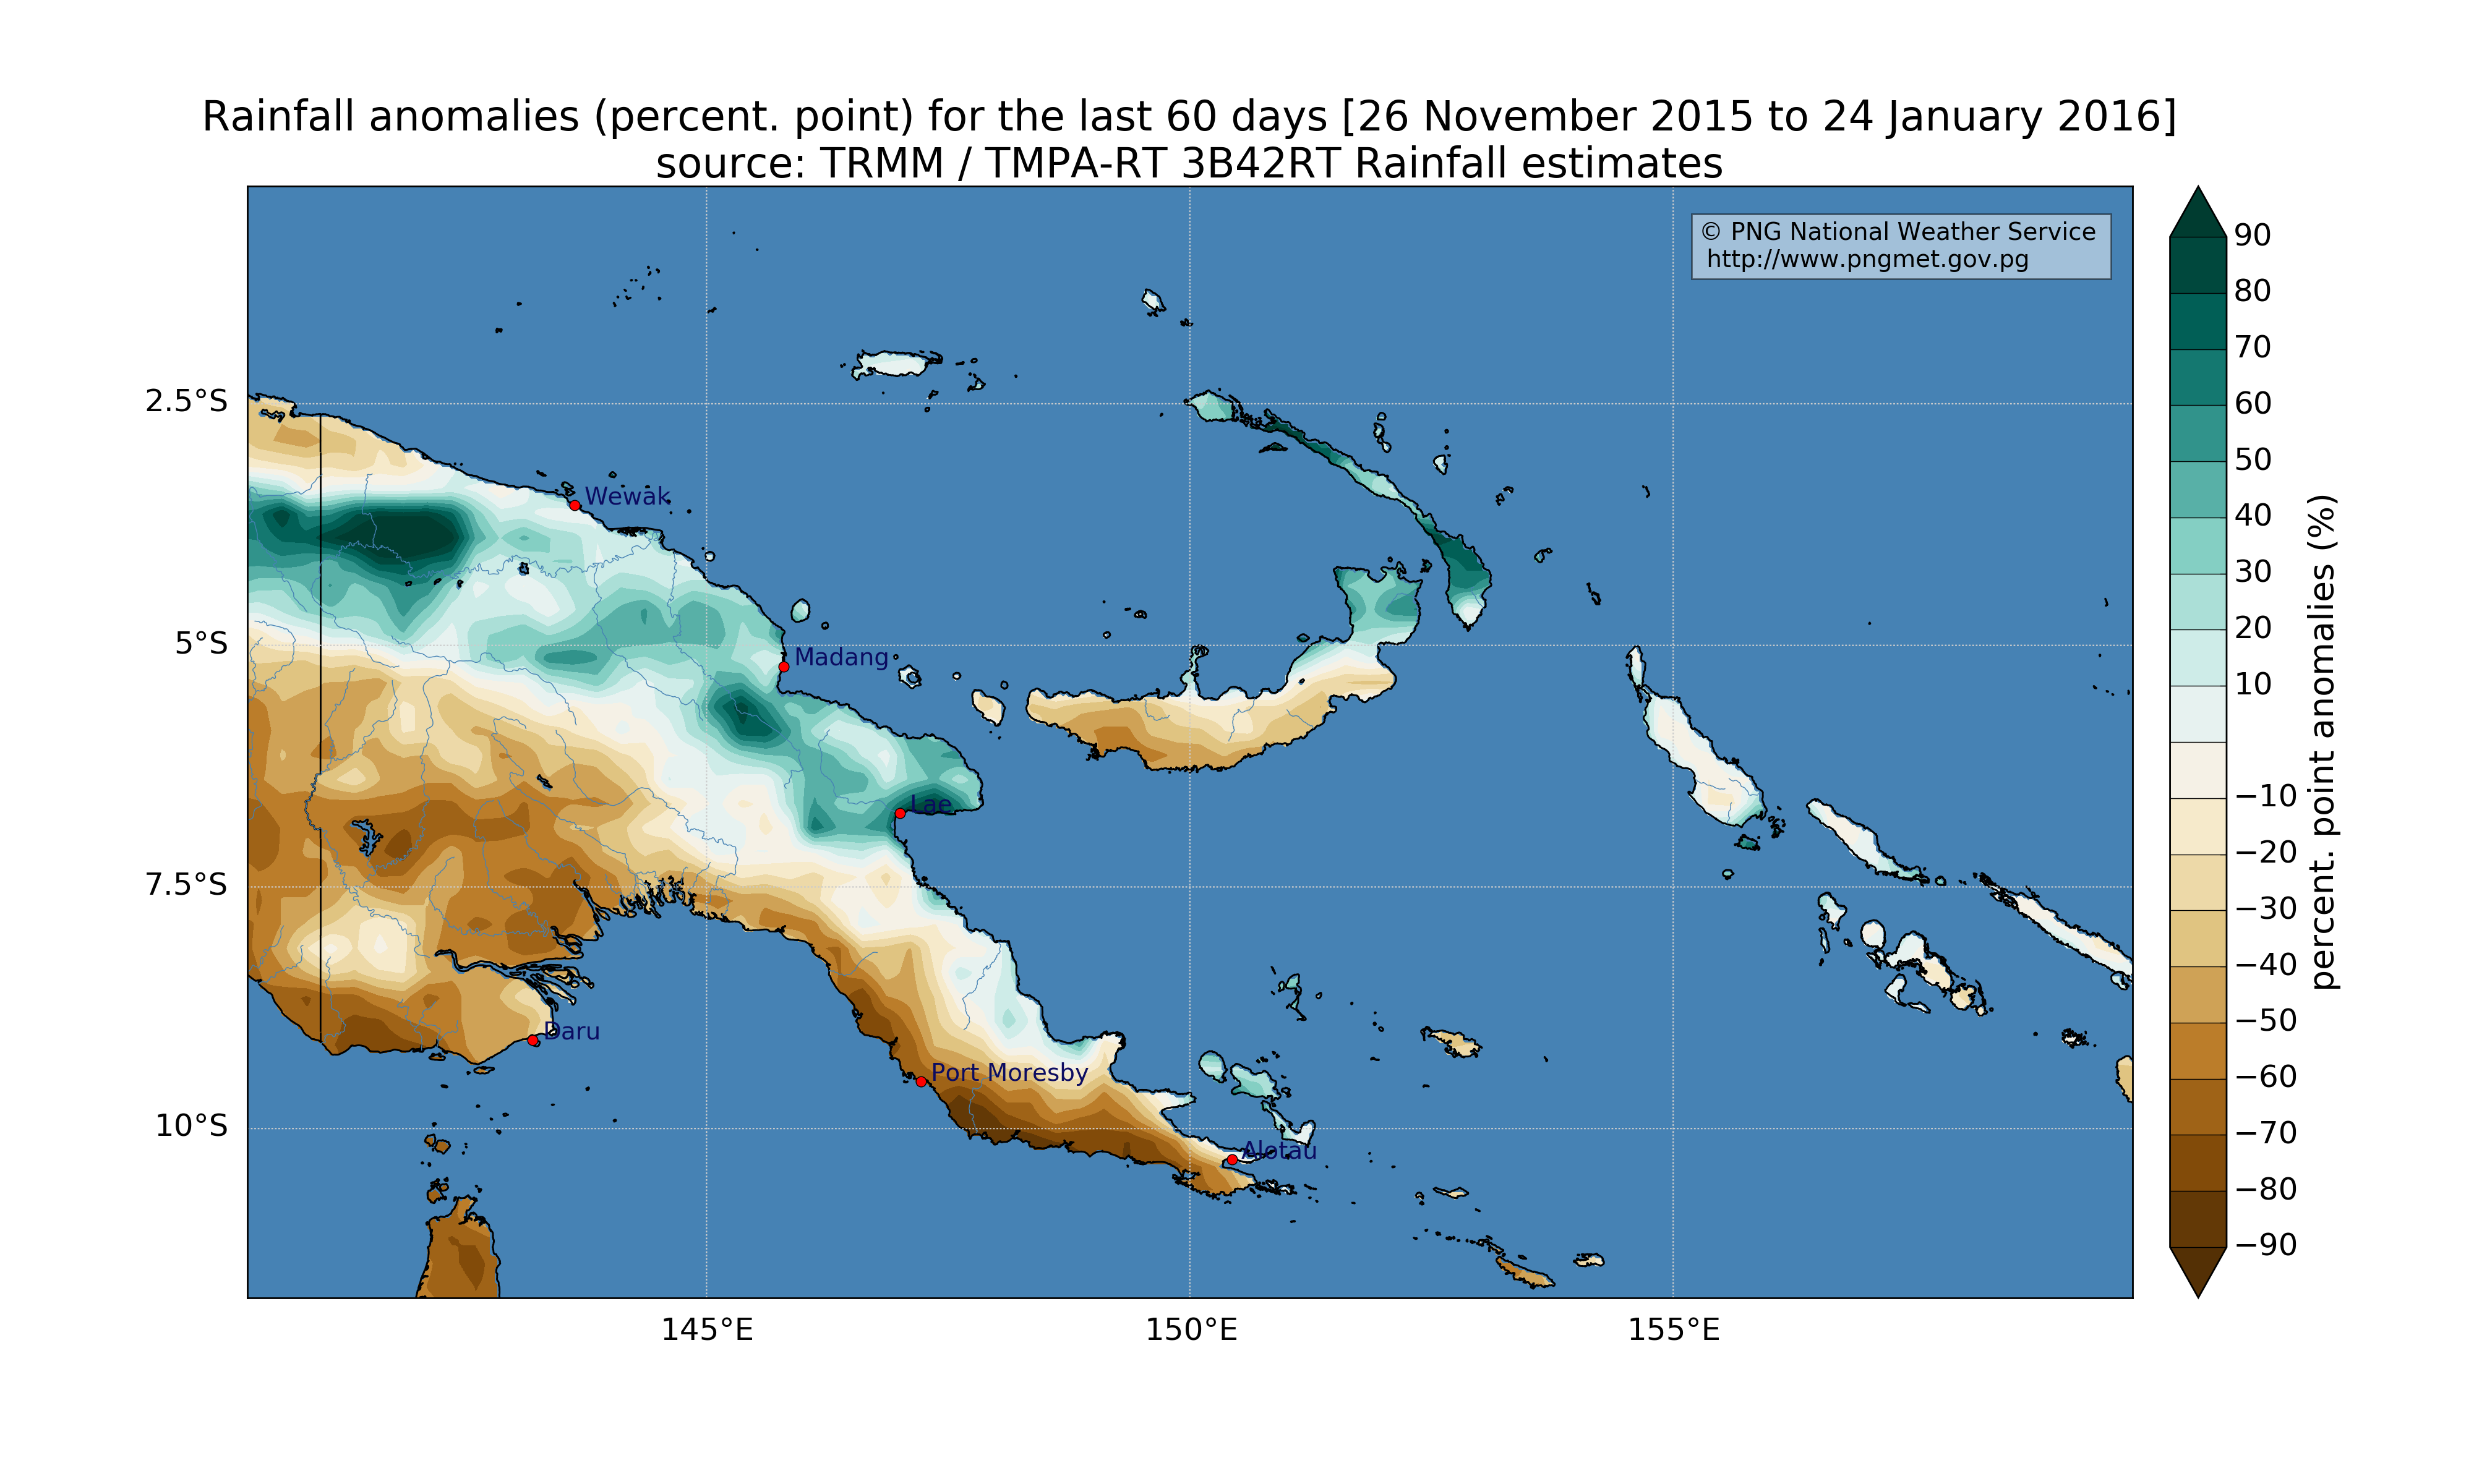 Rainfall anomalies (percent. point) for the last 60 days [26 November 2015 to 24 January 2016]
source: TRMM / TMPA-RT 3B42RT Rainfall estimates
© PNG National Weather Service
http://www.pngmet.gov.pg
2.5°S
5°S
7.5°S
10°S
Wewak
Madang
Lae
Daru
Port Moresby
Alotau
145°E
150°E
155°E
90
80
70
60
50
40
30
20
10
−10
−20
−30
−40
−50
−60
−70
−80
−90
percent. point anomalies (%)